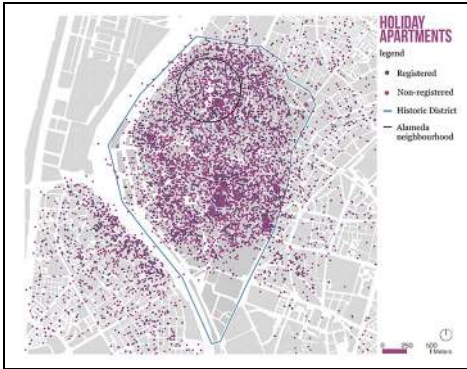 HOLIDAY
APARTMENTS
legend
Registered
Non-registered
Historic District
Alameda
neighbourhood
0 250 500
Meters